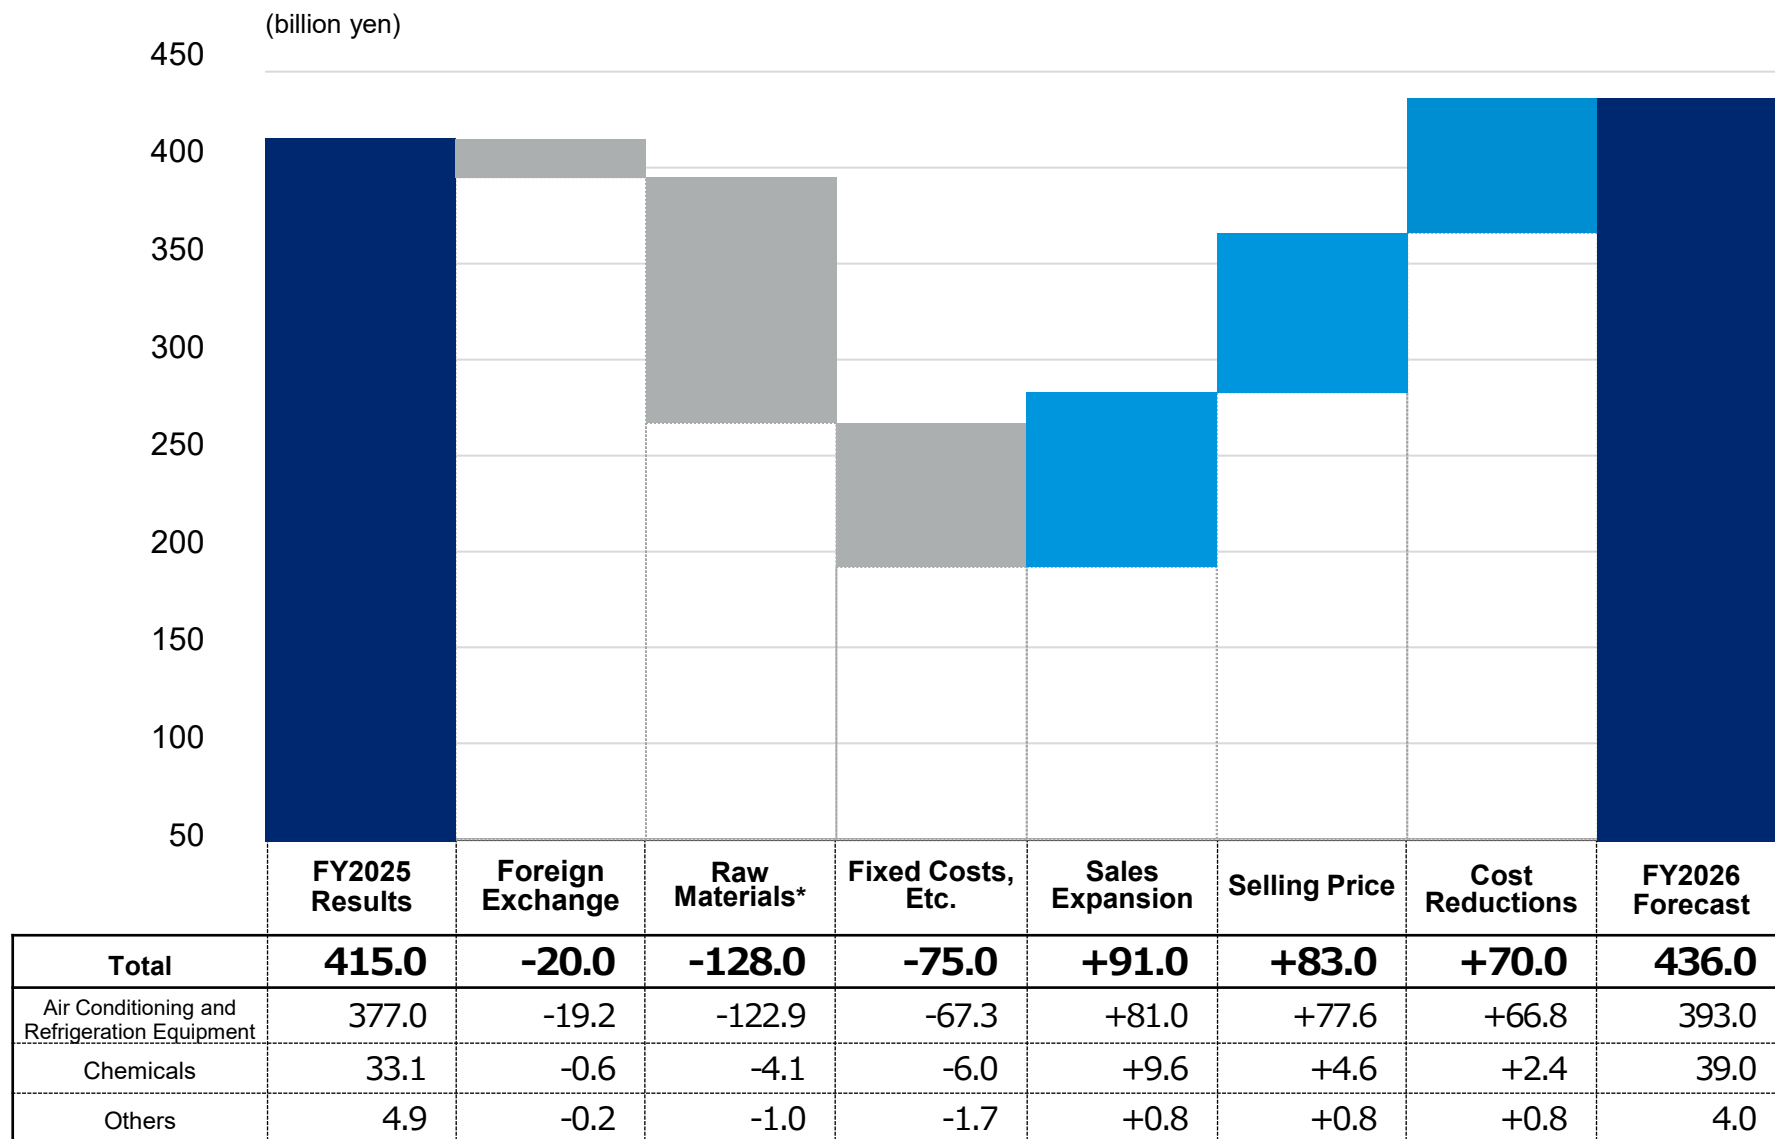 (billion yen)
450
400
350
300
250
200
150
100
50
FY2025
Results
Foreign
Exchange
Raw
Materials*
Fixed Costs,
Etc.
Sales
Expansion
Selling Price
Cost
Reductions
FY2026
Forecast
Total 415.0 -20.0 -128.0 -75.0 +91.0 +83.0 +70.0 436.0
Air Conditioning and
Refrigeration Equipment
377.0 -19.2 -122.9 -67.3 +81.0 +77.6 +66.8 393.0
Chemicals 33.1 -0.6 -4.1 -6.0 +9.6 +4.6 +2.4 39.0
Others 4.9 -0.2 -1.0 -1.7 +0.8 +0.8 +0.8 4.0